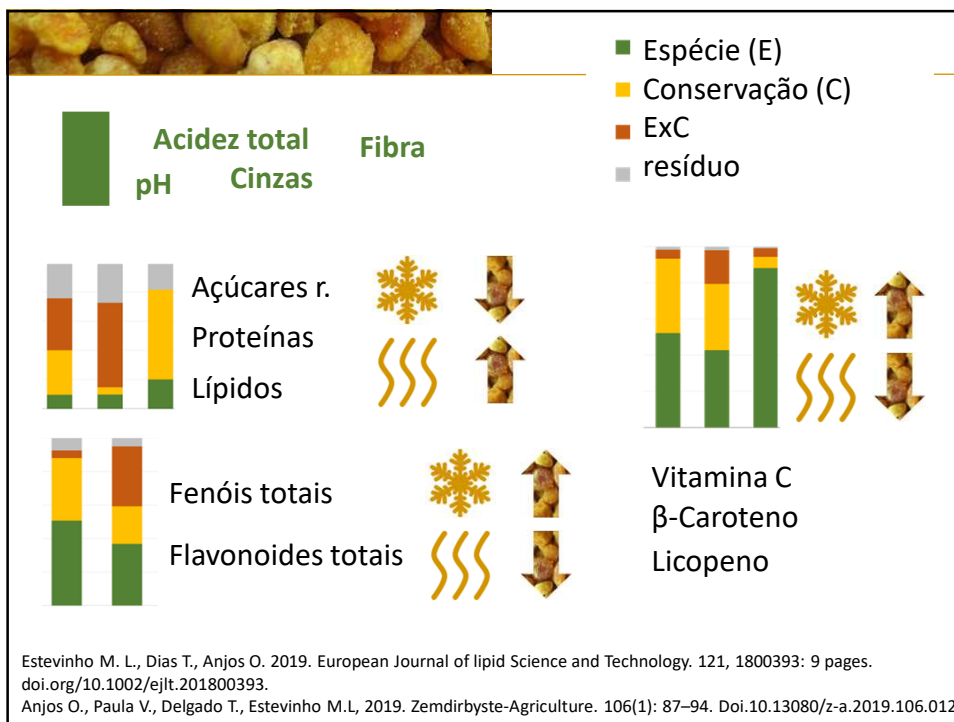 Espécie (E)
Conservação (C)
ExC
resíduo
Acidez total
Fibra
pH
Cinzas
Açúcares r.
Proteínas
Lípidos
Fenóis totais
Flavonoides totais
Vitamina C
β-Caroteno
Licopeno
Estevinho M. L., Dias T., Anjos O. 2019. European Journal of lipid Science and Technology. 121, 1800393: 9 pages.
doi.org/10.1002/ejlt.201800393.
Anjos O., Paula V., Delgado T., Estevinho M.L, 2019. Zemdirbyste-Agriculture. 106(1): 87–94. Doi.10.13080/z-a.2019.106.012